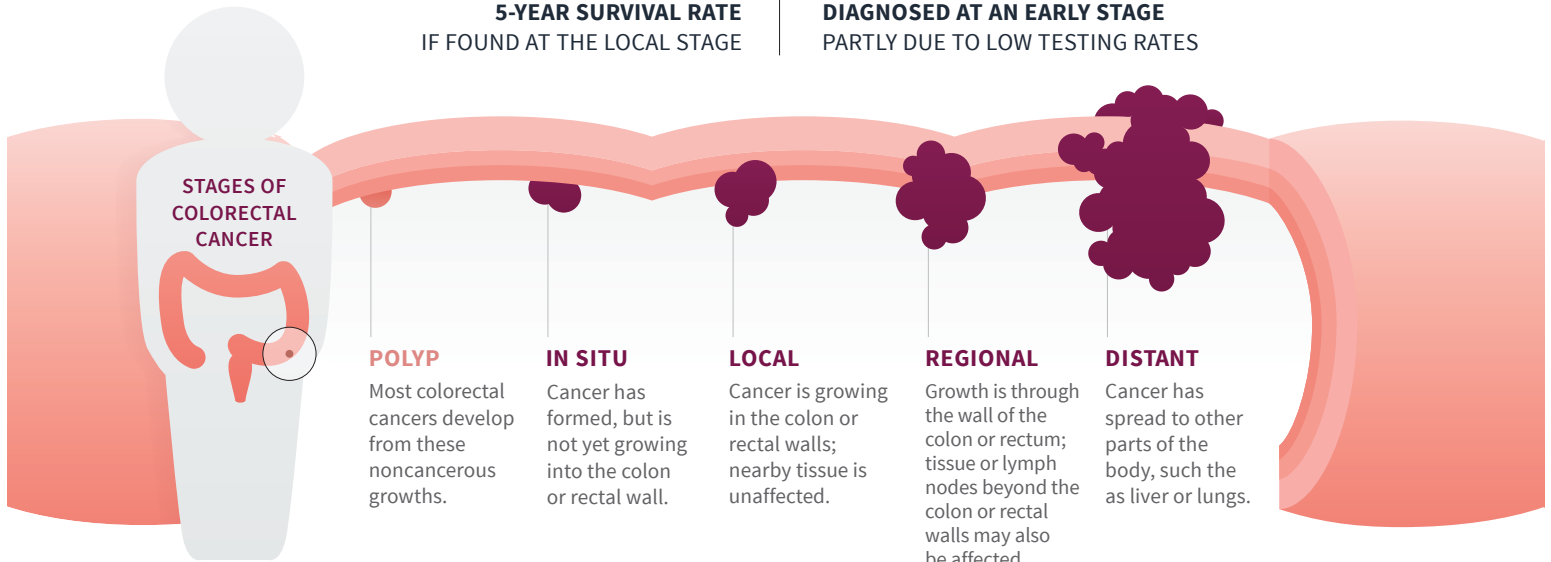 5-YEAR SURVIVAL RATE
IF FOUND AT THE LOCAL STAGE
DIAGNOSED AT AN EARLY STAGE
PARTLY DUE TO LOW TESTING RATES
STAGES OF
COLORECTAL
CANCER
POLYP
Most colorectal
cancers develop
from these
noncancerous
growths.
IN SITU
Cancer has
formed, but is
not yet growing
into the colon
or rectal wall.
LOCAL
Cancer is growing
in the colon or
rectal walls;
nearby tissue is
unaffected.
REGIONAL
Growth is through
the wall of the
colon or rectum;
tissue or lymph
nodes beyond the
colon or rectal
walls may also
be affected
DISTANT
Cancer has
spread to other
parts of the
body, such the
as liver or lungs.